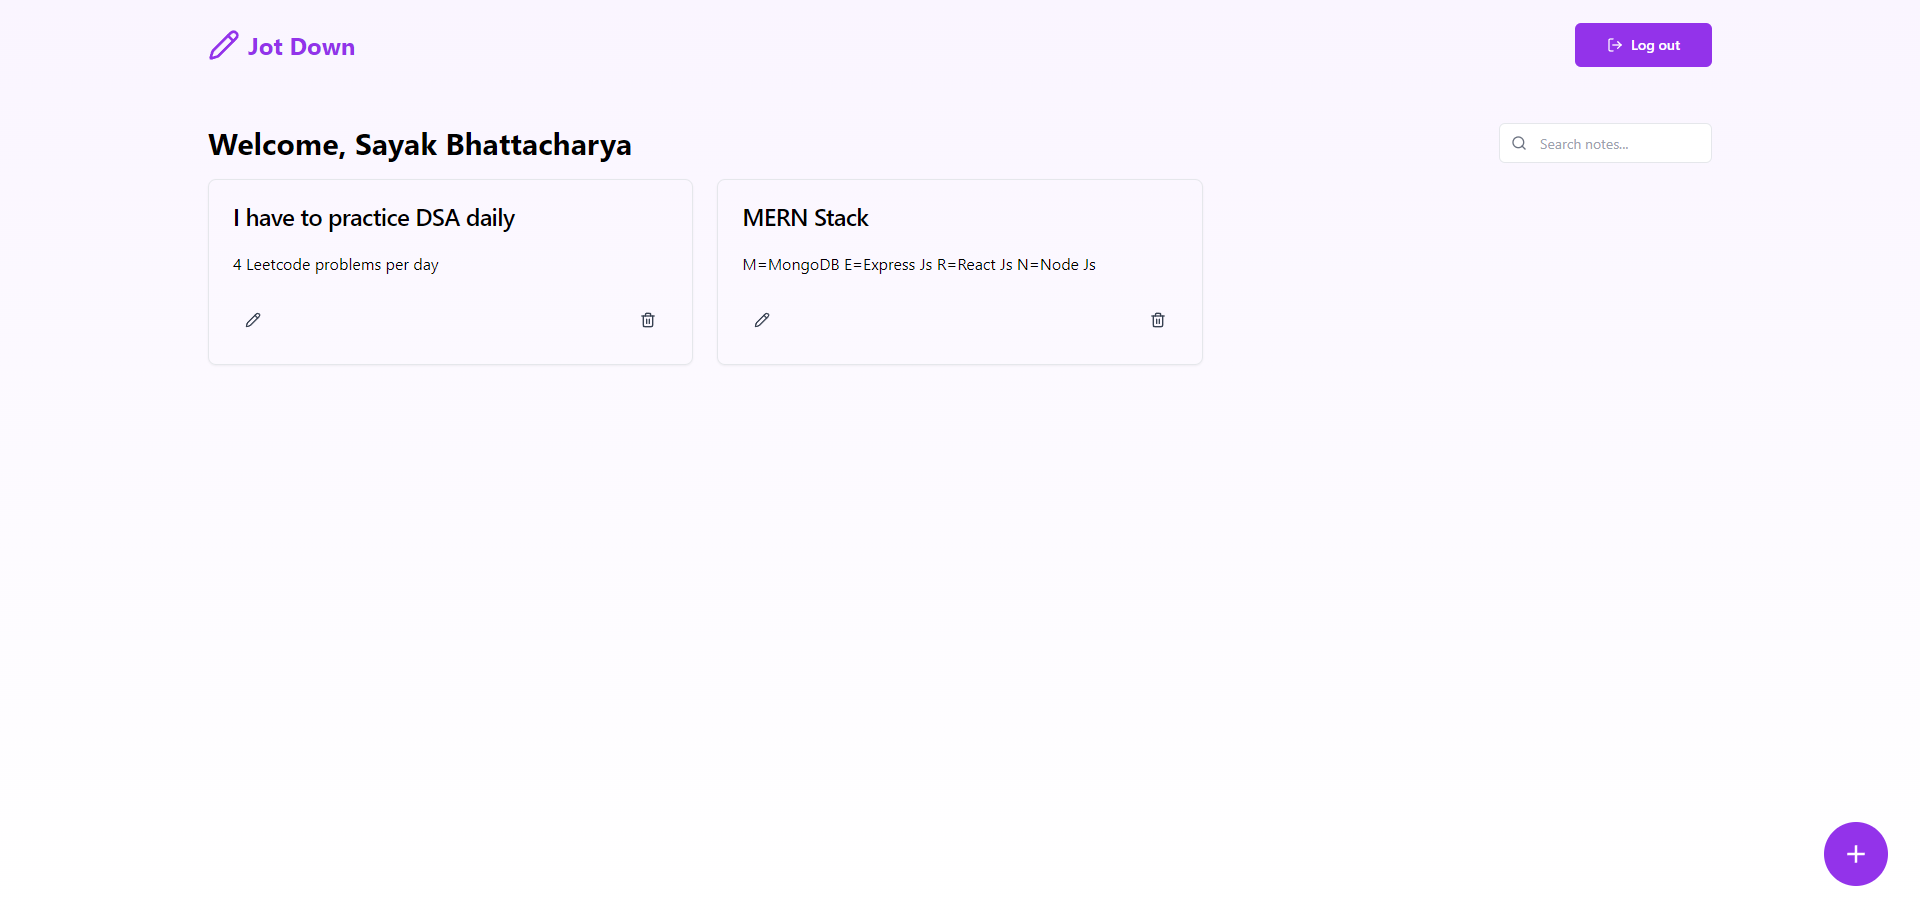 Jot Down
Log out
Welcome, Sayak Bhattacharya
Search notes...
I have to practice DSA daily
4 Leetcode problems per day
MERN Stack
M=MongoDB E=Express Js R=React Js N=Node Js